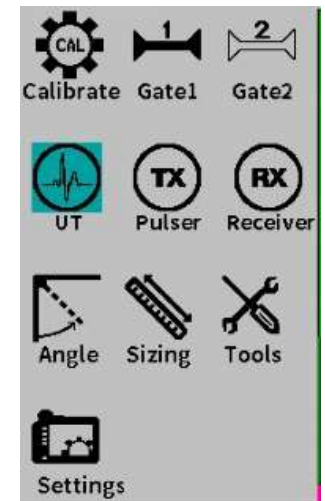 CAL 1 2
Calibrate Gate1 Gate2
TX RX
UT Pulser Receiver
Angle Sizing Tools
Settings